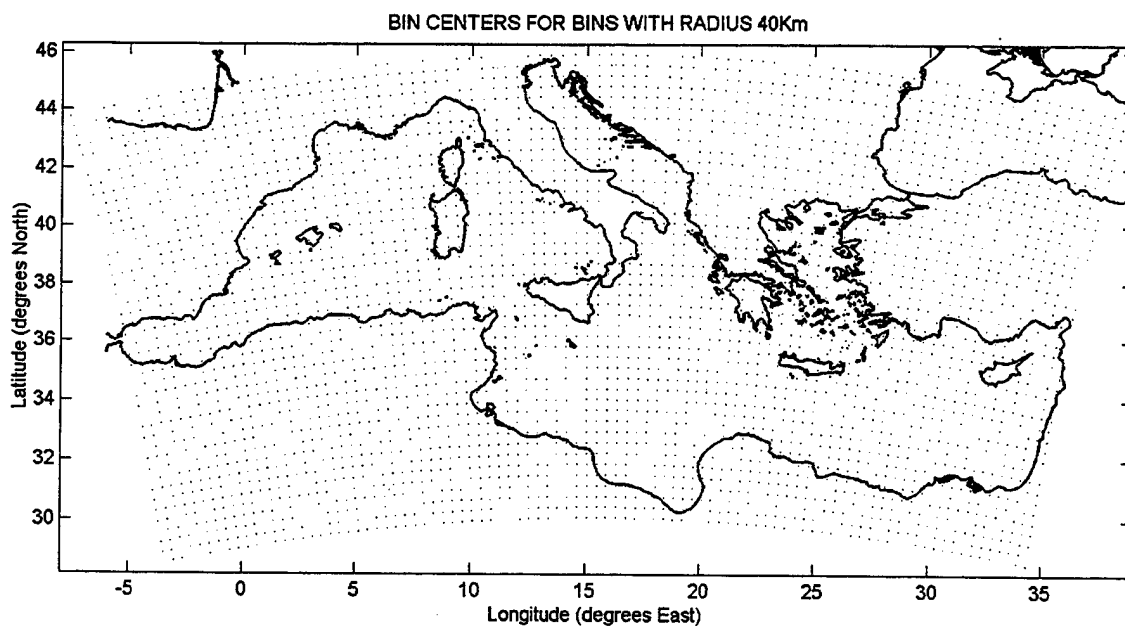 BIN CENTERS FOR BINS WITH RADIUS 40Km
46
44
42
40
38
36
34
32
30
Latitude (degrees North)
-5 0 5 10 15 20 25 30 35
Longitude (degrees East)